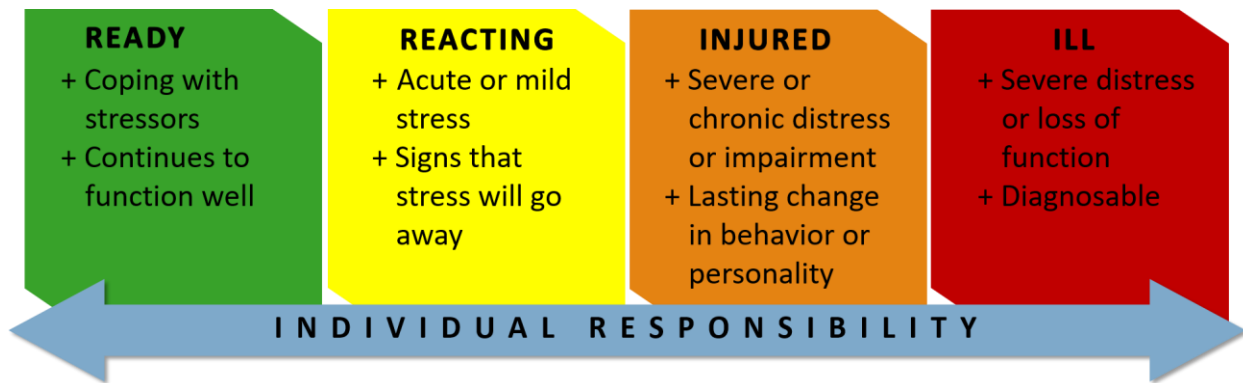 READY
+ Coping with
stressors
+ Continues to
function well
REACTING
+ Acute or mild
stress
+ Signs that
stress will go
away
INJURED
+ Severe or
chronic distress
or impairment
+ Lasting change
in behavior or
personality
ILL
+ Severe distress
or loss of
function
+ Diagnosable
INDIVIDUAL RESPONSIBILITY